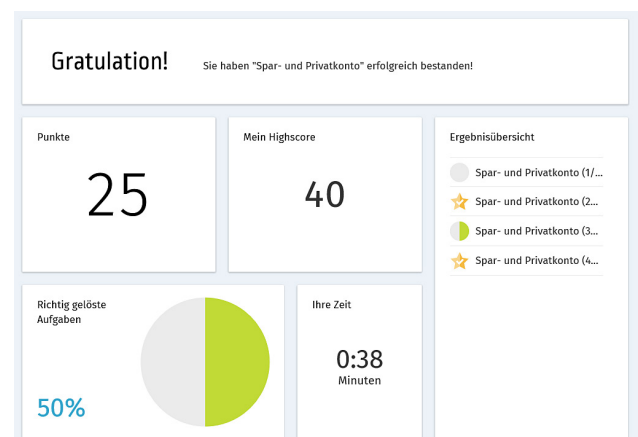 Gratulation!
Sie haben "Spar- und Privatkonto" erfolgreich bestanden!
Punkte
25
Mein Highscore
40
Ergebnisübersicht
Spar- und Privatkonto (1/...
Spar- und Privatkonto (2...
Spar- und Privatkonto (3...
Spar- und Privatkonto (4...
Richtig gelöste
Aufgaben
50%
Ihre Zeit
0:38
Minuten